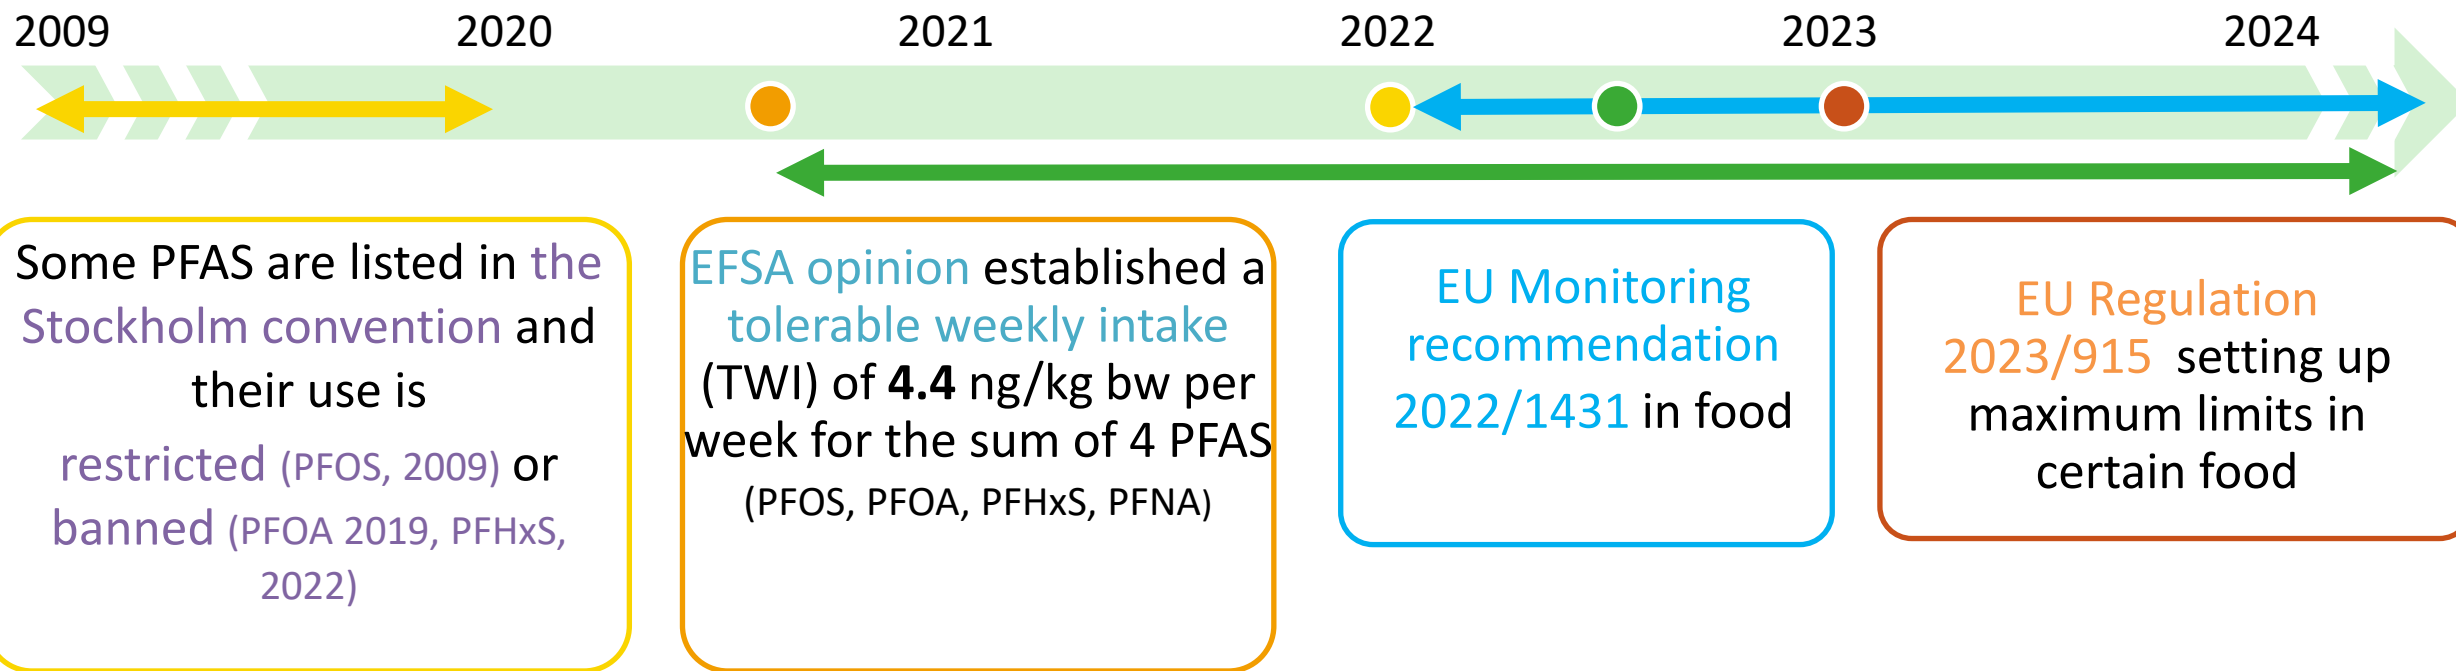 2009 2020 2021 2022 2023 2024
Some PFAS are listed in the
Stockholm convention and
their use is
restricted (PFOS, 2009) or
banned (PFOA 2019, PFHxS,
2022)
EFSA opinion established a
tolerable weekly intake
(TWI) of 4.4 ng/kg bw per
week for the sum of 4 PFAS
(PFOS, PFOA, PFHxS, PFNA)
EU Monitoring
recommendation
2022/1431 in food
EU Regulation
2023/915 setting up
maximum limits in
certain food